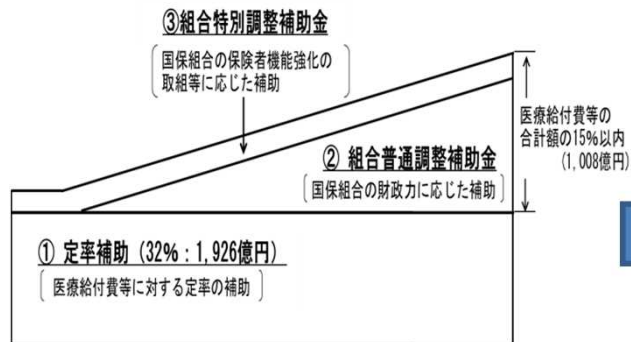 ③組合特別調整補助金
国保組合の保険者機能強化の
取組等に応じた補助
医療給付費等の
合計額の15%以内
(1,008億円)
② 組合普通調整補助金
国保組合の財政力に応じた補助
① 定率補助（32%：1,926億円）
医療給付費等に対する定率の補助